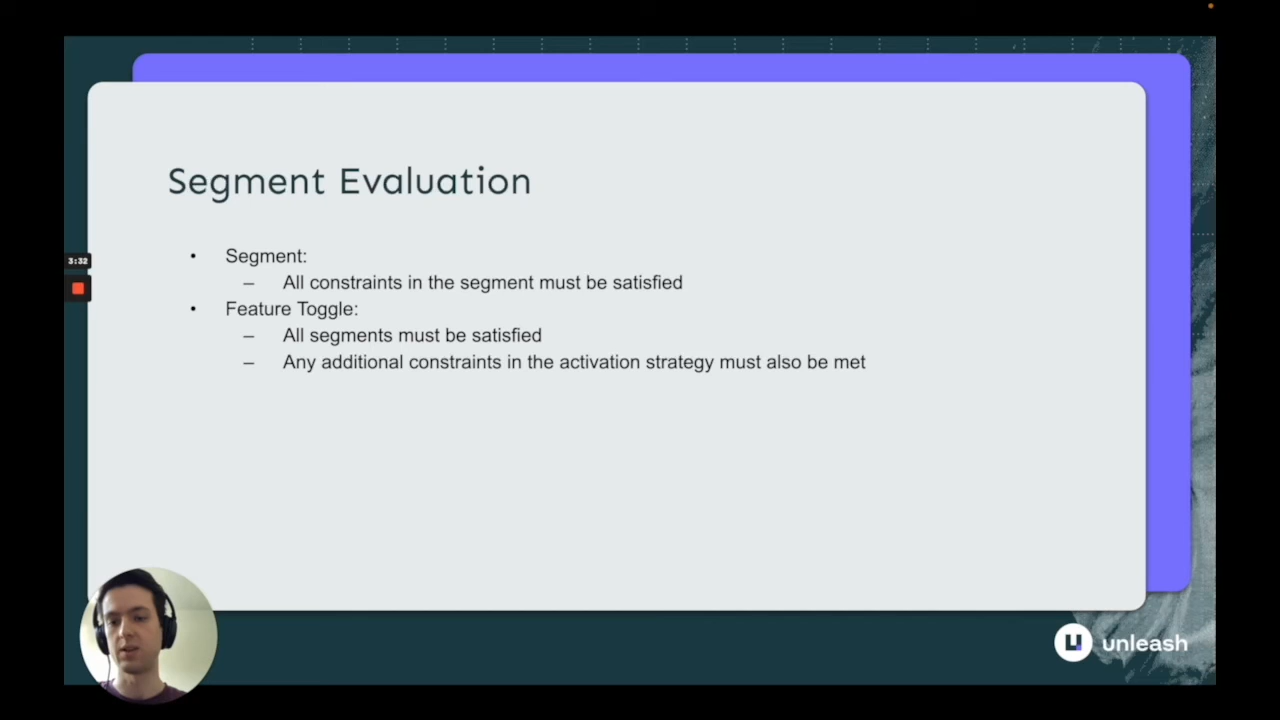 Segment Evaluation
• Segment:
– All constraints in the segment must be satisfied
• Feature Toggle:
– All segments must be satisfied
– Any additional constraints in the activation strategy must also be met
3:32
unleash